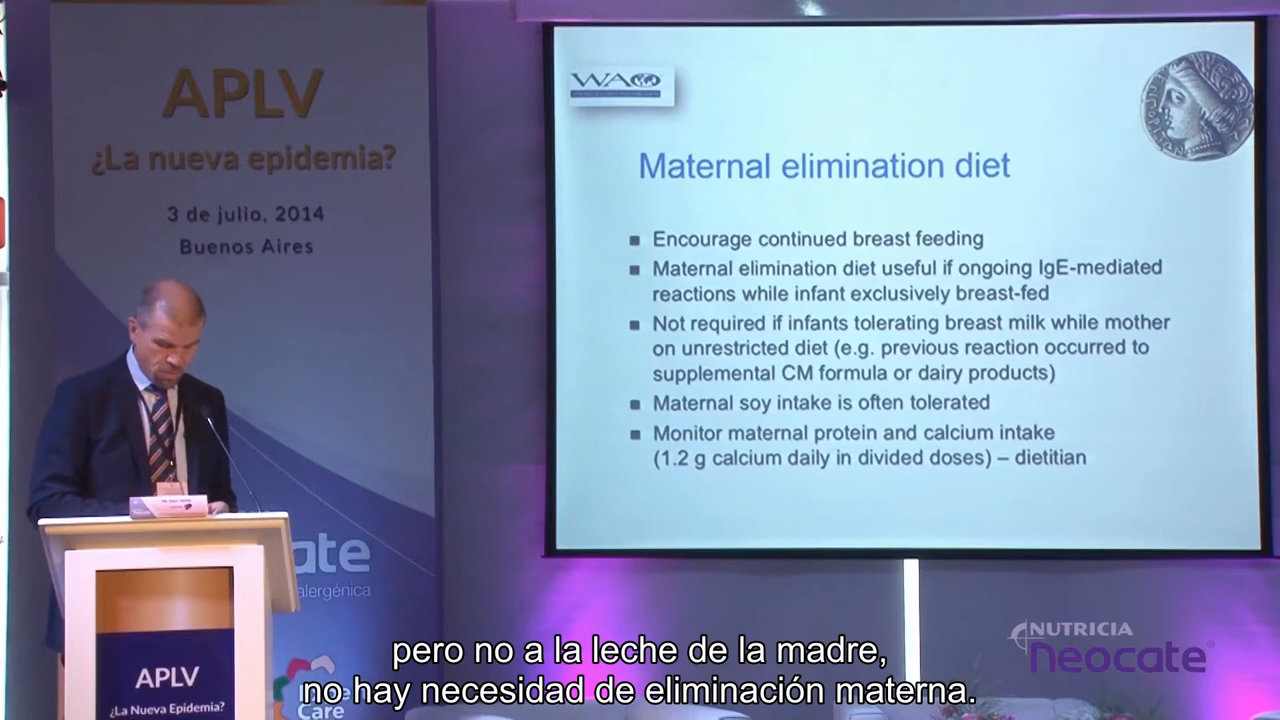 APLV
¿La nueva epidemia?
3 de julio, 2014
Buenos Aires
WAO
Maternal elimination diet
Encourage continued breast feeding
Maternal elimination diet useful if ongoing IgE-mediated
reactions while infant exclusively breast-fed
Not required if infants tolerating breast milk while mother
on unrestricted diet (e.g. previous reaction occurred to
supplemental CM formula or dairy products)
Maternal soy intake is often tolerated
Monitor maternal protein and calcium intake
(1.2 g calcium daily in divided doses) – dietitian
ate
alergénica
APLV
¿La Nueva Epidemia?
Care
NUTRICIA
neocate
pero no a la leche de la madre,
no hay necesidad de eliminación materna.